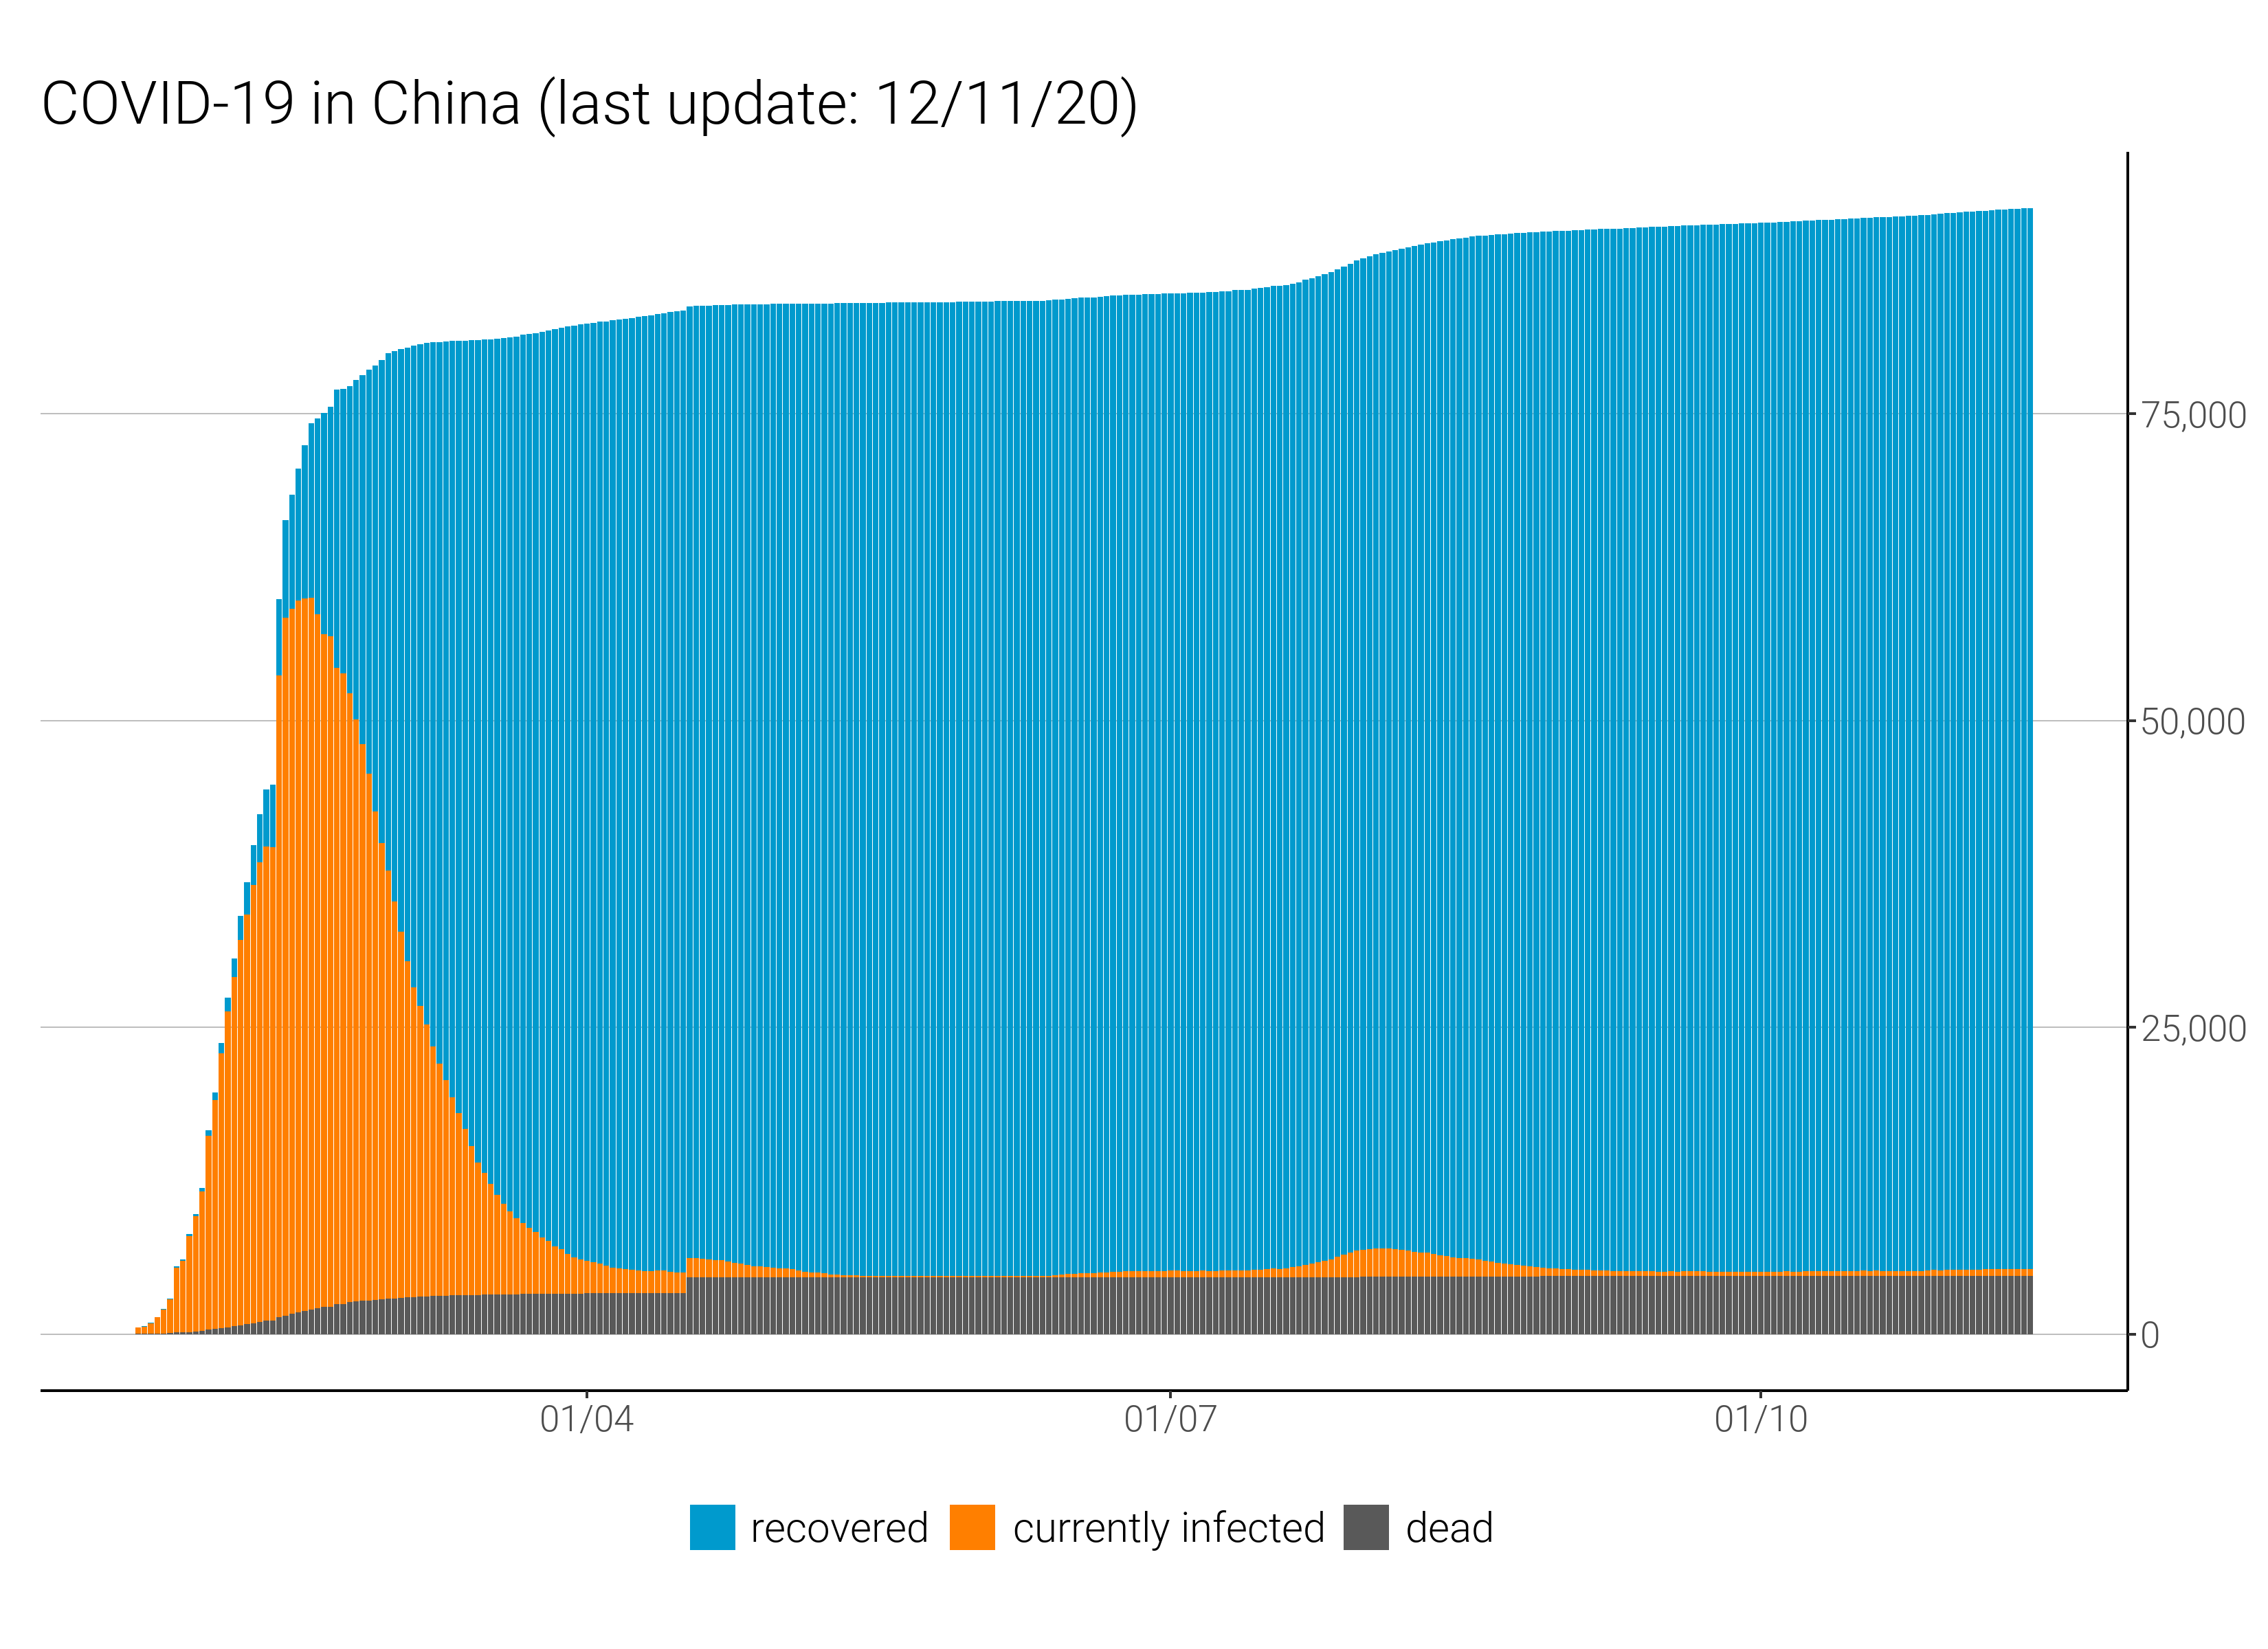 COVID-19 in China (last update: 12/11/20)
75,000
50,000
25,000
0
01/04 01/07 01/10
recovered currently infected dead